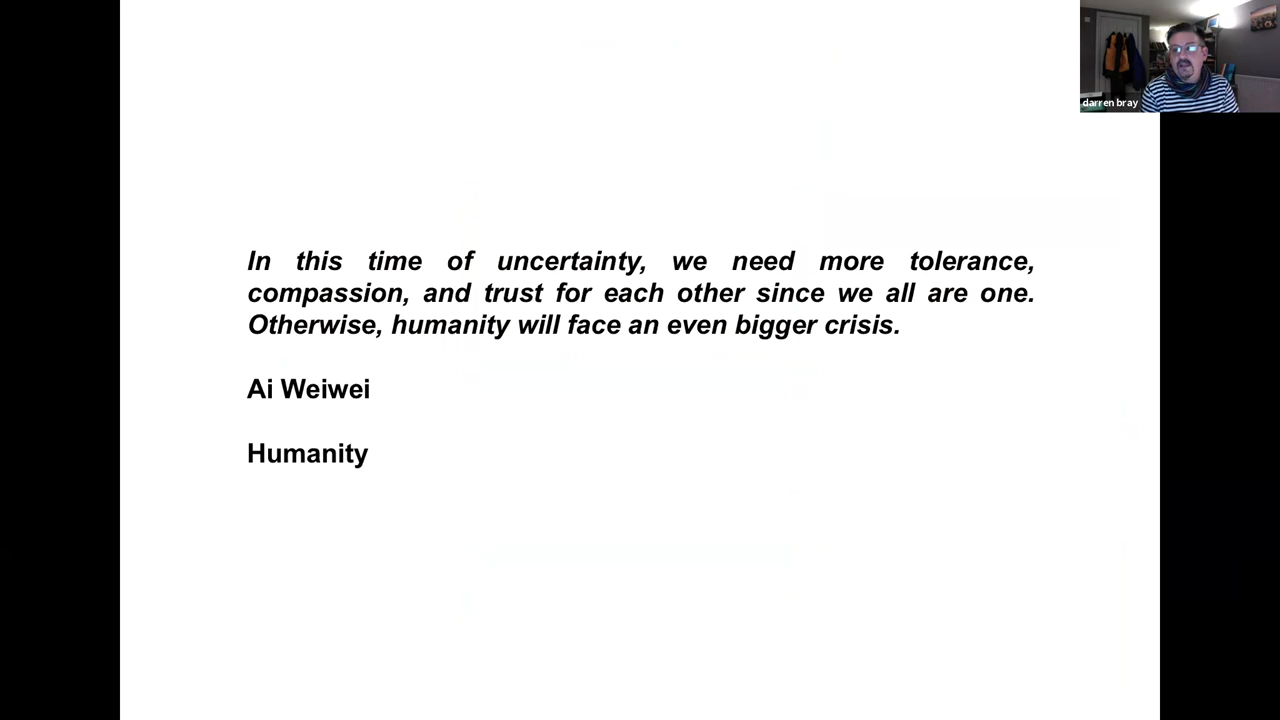 darren bray
In this time of uncertainty, we need more tolerance,
compassion, and trust for each other since we all are one.
Otherwise, humanity will face an even bigger crisis.
Ai Weiwei
Humanity